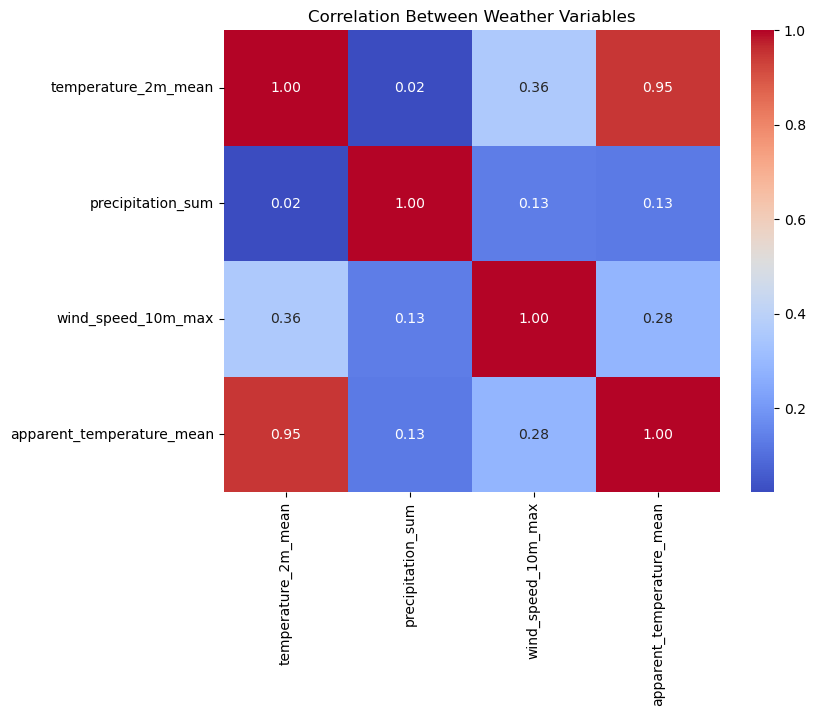 Correlation Between Weather Variables
temperature_2m_mean
1.00 0.02 0.36 0.95
precipitation_sum
0.02 1.00 0.13 0.13
wind_speed_10m_max
0.36 0.13 1.00 0.28
apparent_temperature_mean
0.95 0.13 0.28 1.00
temperature_2m_mean
precipitation_sum
wind_speed_10m_max
apparent_temperature_mean
1.0
0.8
0.6
0.4
0.2